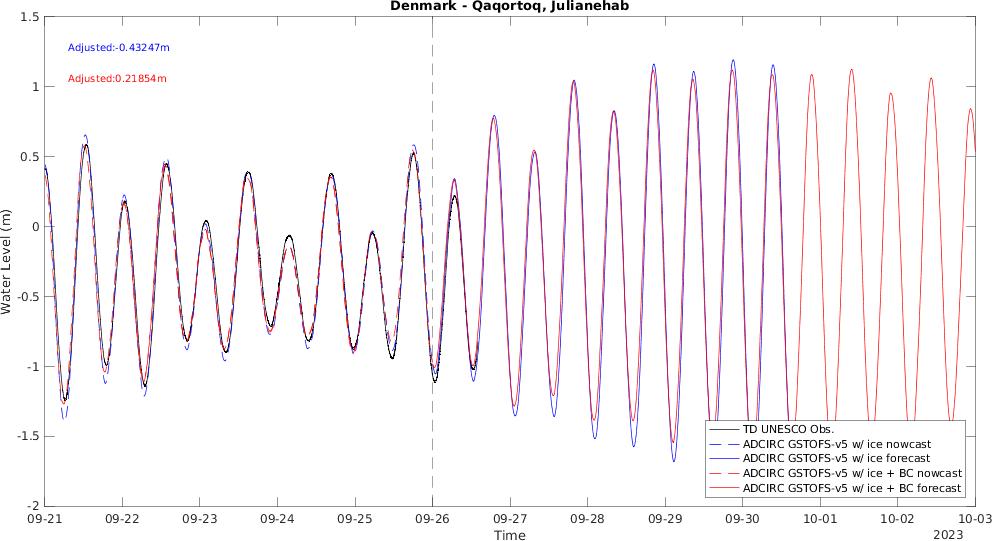 Denmark - Qaqortoq, Julianehab
Adjusted:-0.43247m
Adjusted:0.21854m
Water Level (m)
1.5
1
0.5
0
-0.5
-1
-1.5
-2
TD UNESCO Obs.
ADCIRC GSTOFS-v5 w/ ice nowcast
ADCIRC GSTOFS-v5 w/ ice forecast
ADCIRC GSTOFS-v5 w/ ice + BC nowcast
ADCIRC GSTOFS-v5 w/ ice + BC forecast
09-21 09-22 09-23 09-24 09-25 09-26 09-27 09-28 09-29 09-30 10-01 10-02 10-03
Time
2023